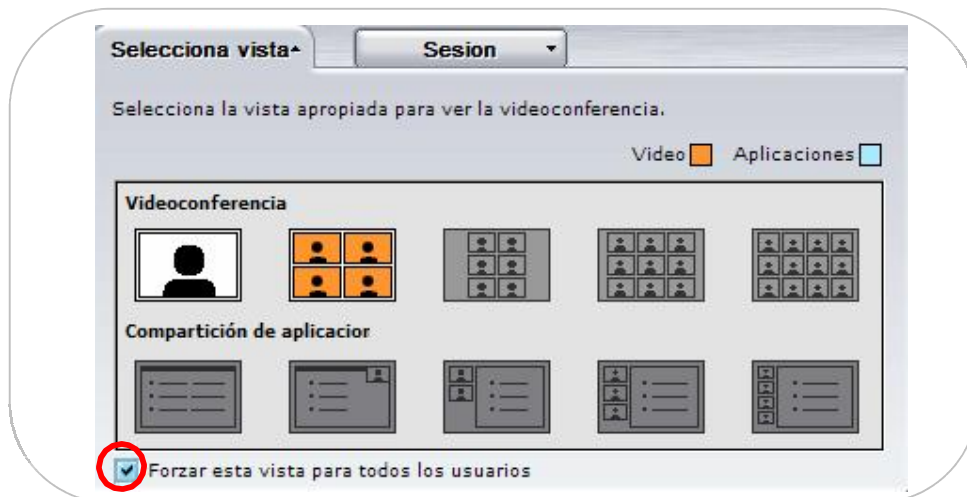 Selecciona vista
Sesion
Selecciona la vista apropiada para ver la videoconferencia.
Video Aplicaciones
Videoconferencia
Compartición de aplicacior
Forzar esta vista para todos los usuarios